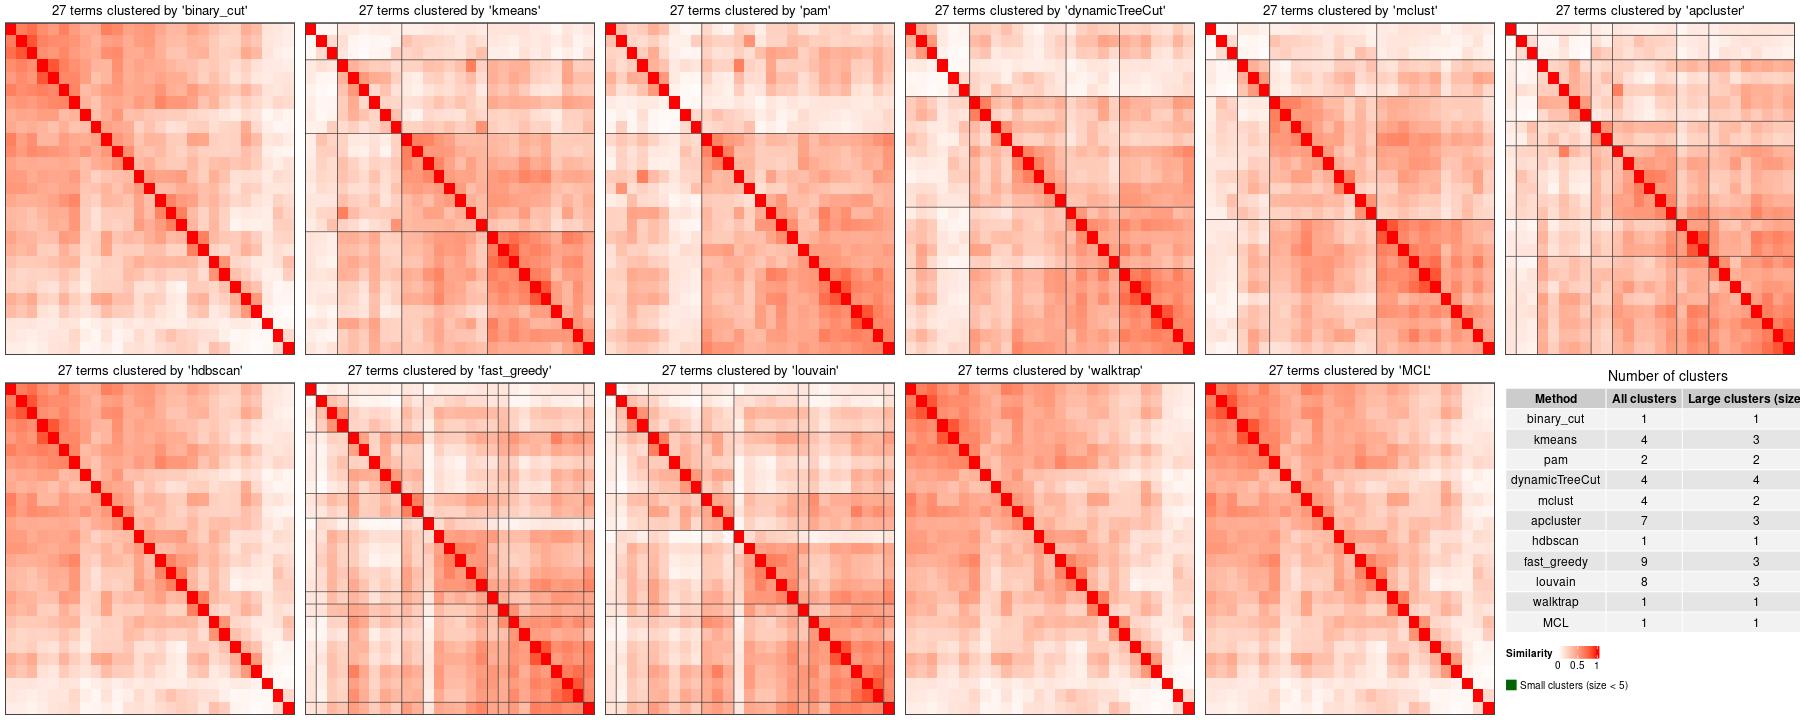 27 terms clustered by 'binary_cut'
27 terms clustered by 'kmeans'
27 terms clustered by 'pam'
27 terms clustered by 'dynamicTreeCut'
27 terms clustered by 'mclust'
27 terms clustered by 'apcluster'
27 terms clustered by 'hdbscan'
27 terms clustered by 'fast_greedy'
27 terms clustered by 'louvain'
27 terms clustered by 'walktrap'
27 terms clustered by 'MCL'
Number of clusters
Method All clusters Large clusters (size
binary_cut 1 1
kmeans 4 3
pam 2 2
dynamicTreeCut 4 4
mclust 4 2
apcluster 7 3
hdbscan 1 1
fast_greedy 9 3
louvain 8 3
walktrap 1 1
MCL 1 1
Similarity
0 0.5 1
Small clusters (size < 5)